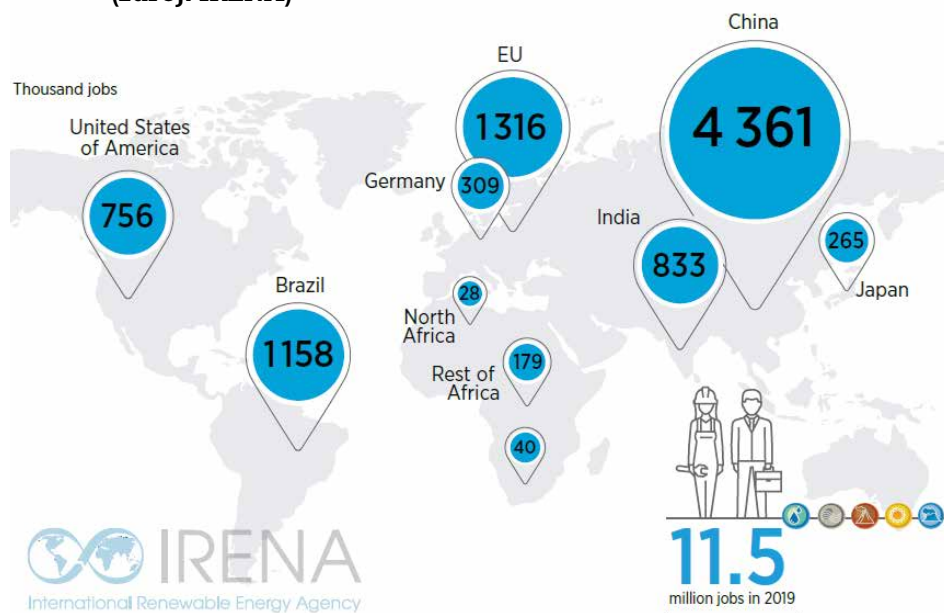 Thousand jobs
United States
of America
756
Brazil
1158
EU
1316
Germany
309
North
Africa
28
Rest of
Africa
179
40
China
4 361
India
833
Japan
265
11.5
million jobs in 2019
IRENA
International Renewable Energy Agency